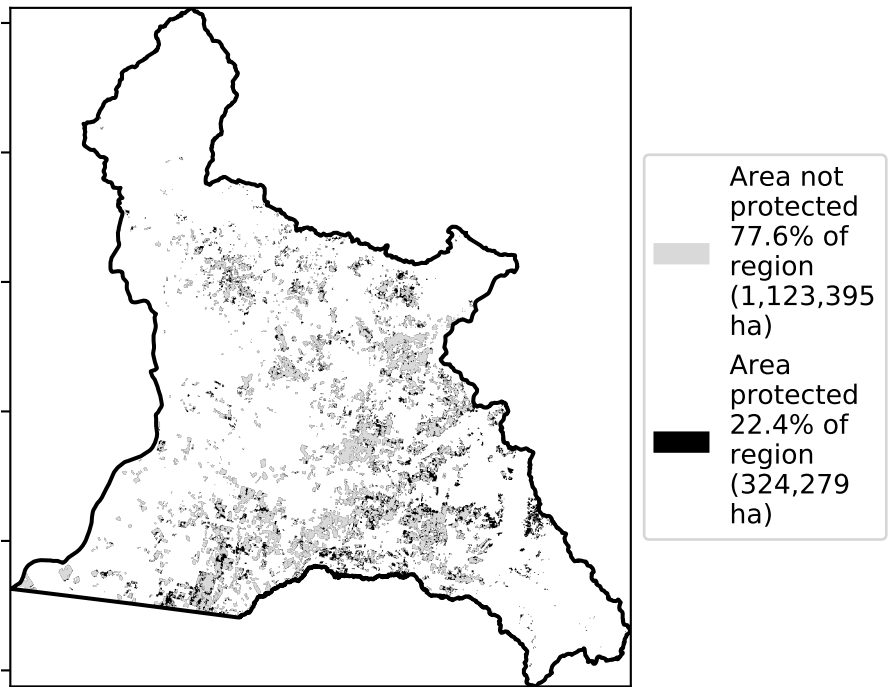 Area not
protected
77.6% of
region
(1,123,395
ha)
Area
protected
22.4% of
region
(324,279
ha)